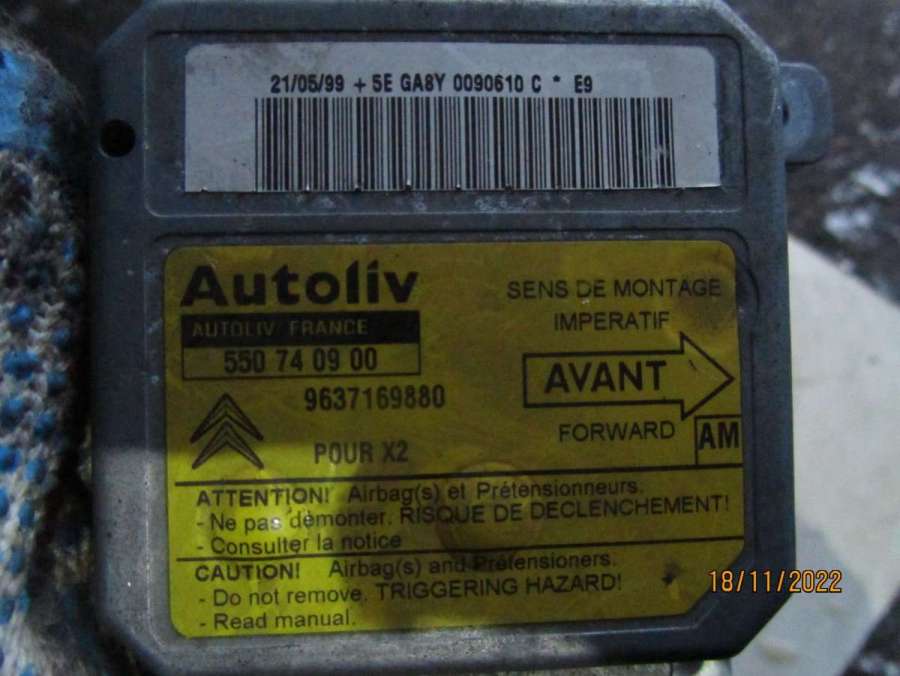 21/05/99 + 5E GA8Y 0090610 C * E9
Autoliv
AUTOLIV FRANCE
550 74 09 00
9637169880
POUR X2
SENS DE MONTAGE
IMPERATIF
AVANT
FORWARD
AM
ATTENTION! Airbag(s) et Prétensionneurs.
- Ne pas démonter. RISQUE DE DECLENCHEMENT!
- Consulter la notice
CAUTION! Airbag(s) and Prétensioners.
- Do not remove. TRIGGERING HAZARD!
- Read manual.
18/11/2022